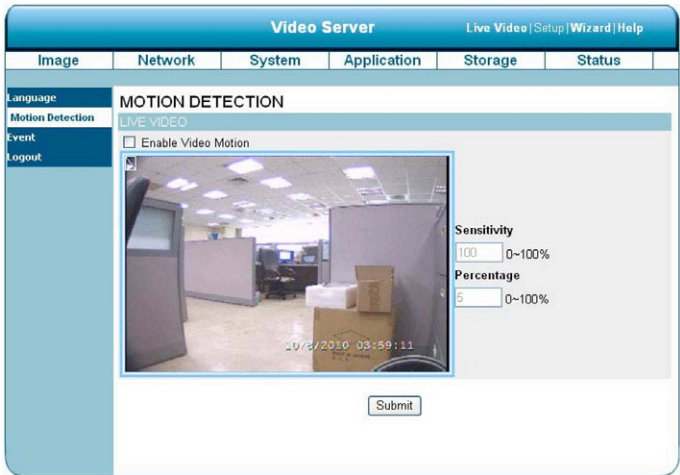 Video Server
Live Video|Setup|Wizard|Help
Image Network System Application Storage Status
Language
Motion Detection
Event
Logout
MOTION DETECTION
LIVE VIDEO
Enable Video Motion
Sensitivity
100 0~100%
Percentage
5 0~100%
10/8/2010 03:59:11
Submit